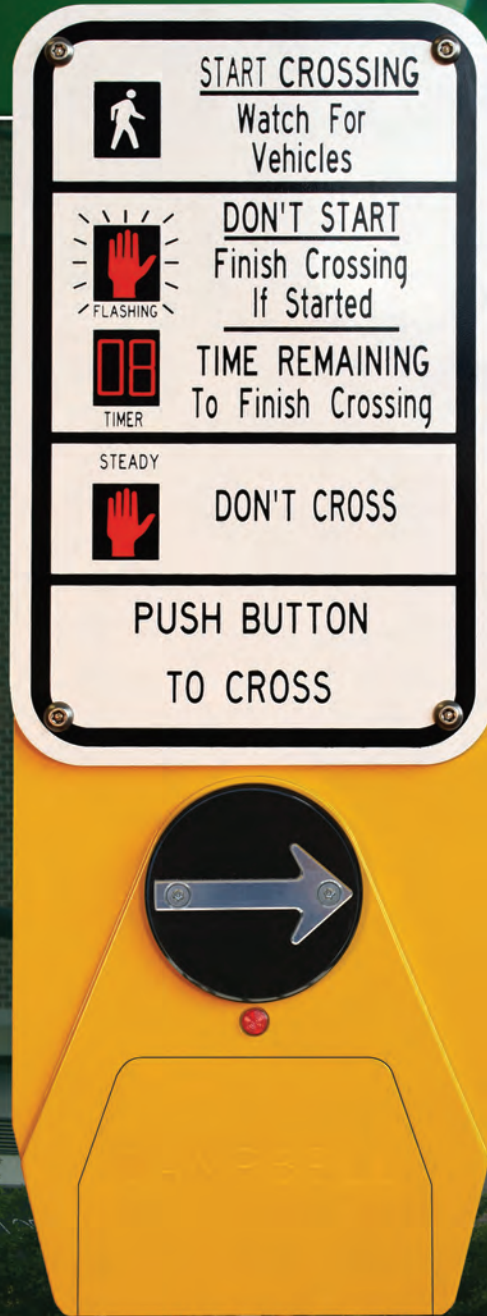 START CROSSING
Watch For
Vehicles
DON'T START
Finish Crossing
If Started
FLASHING
08
TIME REMAINING
To Finish Crossing
TIMER
STEADY
DON'T CROSS
PUSH BUTTON
TO CROSS